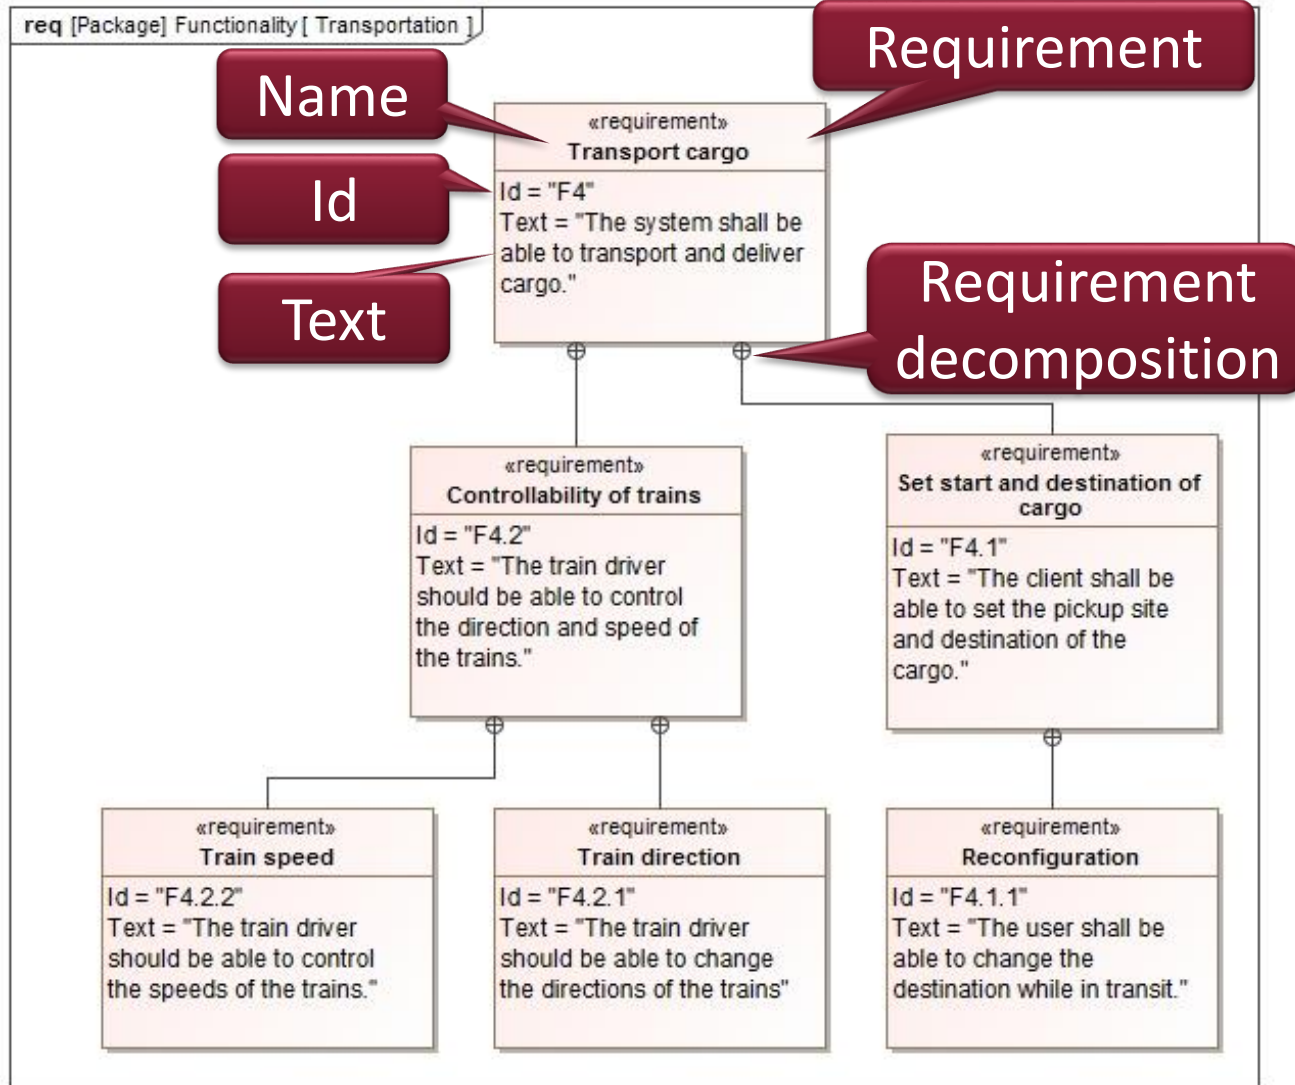 req [Package] Functionality [ Transportation ]
Requirement
Name
«requirement»
Transport cargo
Id
Id = "F4"
Text = "The system shall be
able to transport and deliver
cargo."
Text
Requirement
decomposition
«requirement»
Controllability of trains
Id = "F4.2"
Text = "The train driver
should be able to control
the direction and speed of
the trains."
«requirement»
Set start and destination of
cargo
Id = "F4.1"
Text = "The client shall be
able to set the pickup site
and destination of the
cargo."
«requirement»
Train speed
Id = "F4.2.2"
Text = "The train driver
should be able to control
the speeds of the trains."
«requirement»
Train direction
Id = "F4.2.1"
Text = "The train driver
should be able to change
the directions of the trains"
«requirement»
Reconfiguration
Id = "F4.1.1"
Text = "The user shall be
able to change the
destination while in transit."